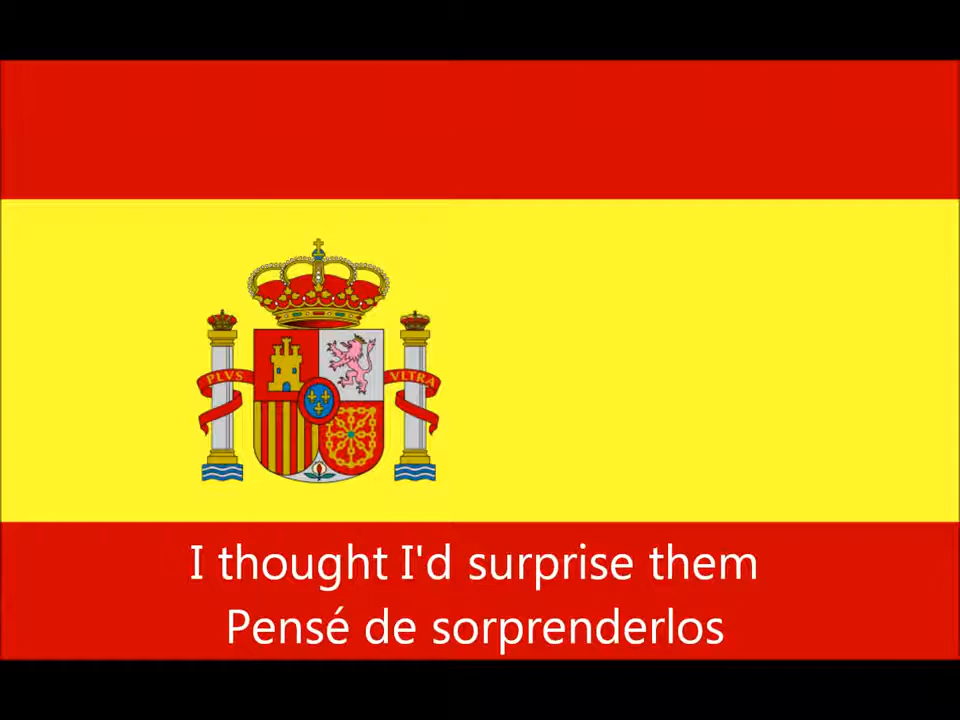 PLVS VLTRA
I thought I'd surprise them
Pensé de sorprenderlos